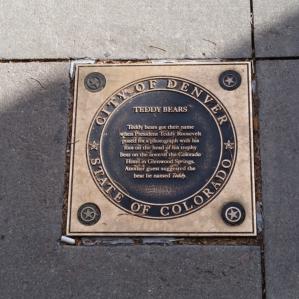 CITY OF DENVER
TEDDY BEARS
Teddy bears got their name
when President Teddy Roosevelt
posed for a photograph with his
foot on the head of his trophy
Bear on the lawn of the Colorado
Hotel in Glenwood Springs.
Another guest suggested the
bear be named Teddy.
STATE OF COLORADO